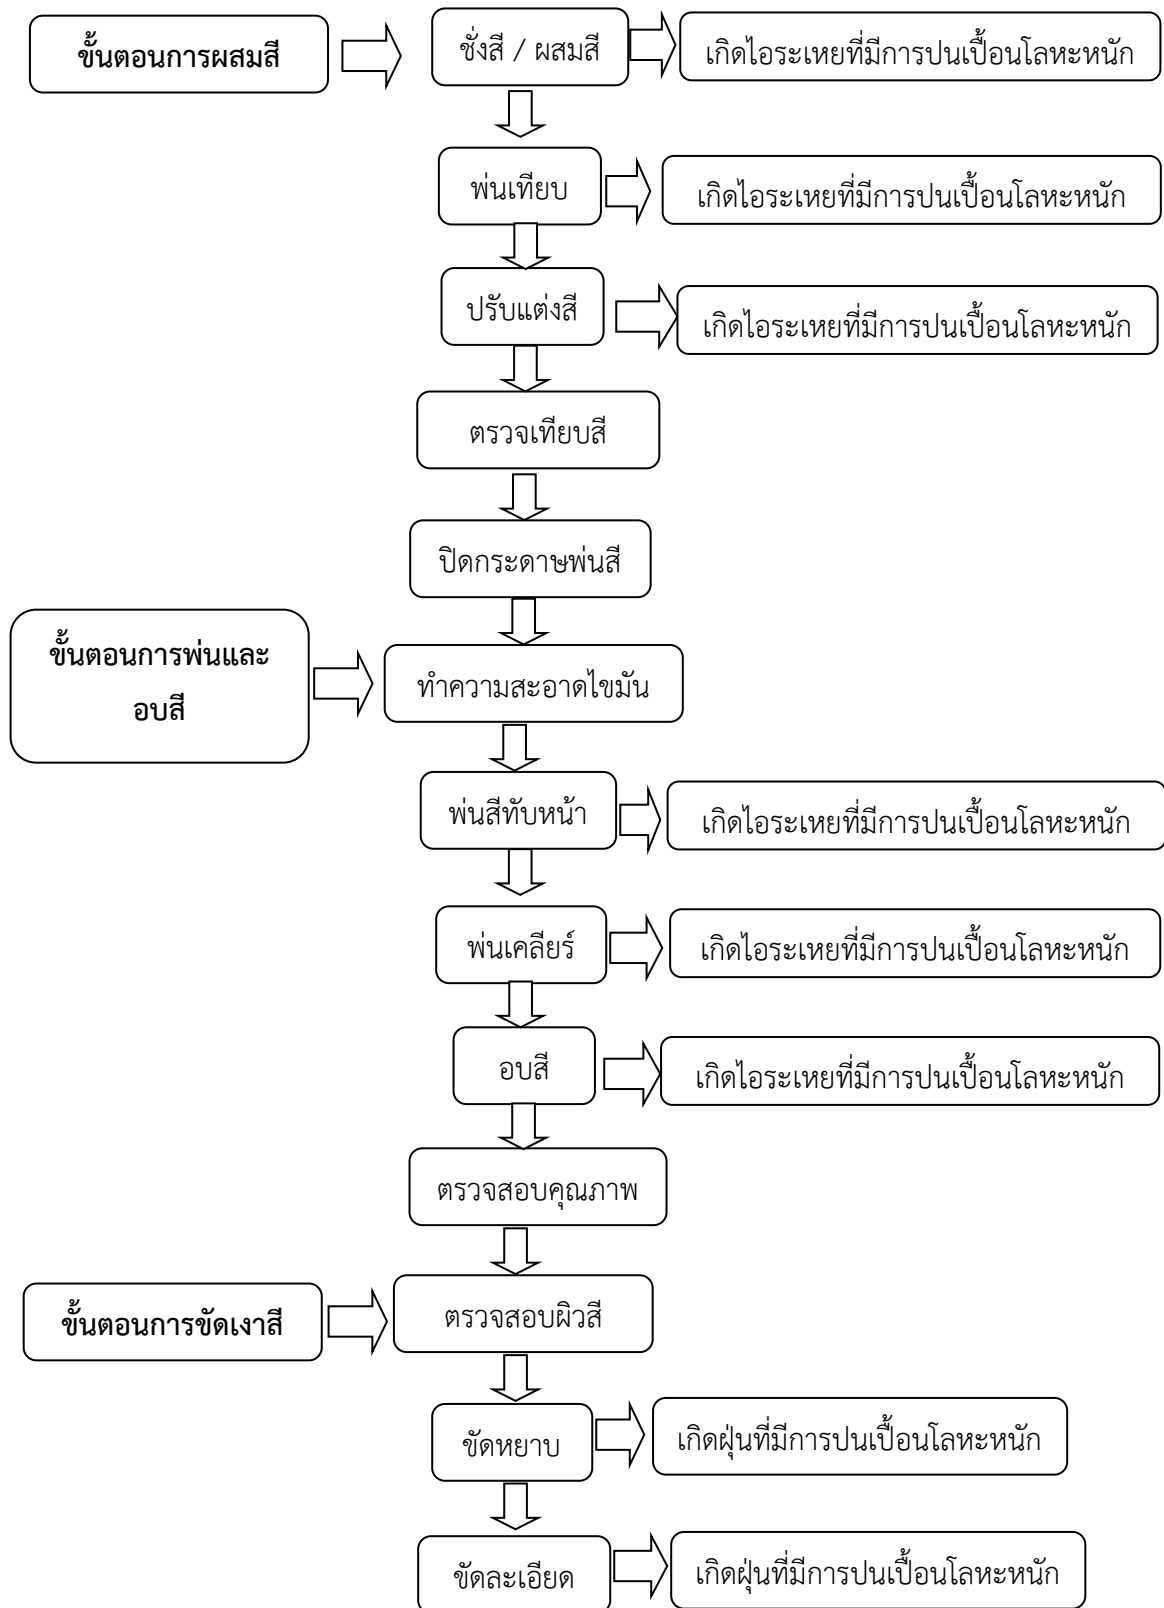 ขั้นตอนการผสมสี
ชั่งสี / ผสมสี
เกิดไอระเหยที่มีการปนเปื้อนโลหะหนัก
พ่นเทียบ
เกิดไอระเหยที่มีการปนเปื้อนโลหะหนัก
ปรับแต่งสี
เกิดไอระเหยที่มีการปนเปื้อนโลหะหนัก
ตรวจเทียบสี
ปิดกระดาษพ่นสี
ขั้นตอนการพ่นและ
อบสี
ทำความสะอาดไขมัน
พ่นสีทับหน้า
เกิดไอระเหยที่มีการปนเปื้อนโลหะหนัก
พ่นเคลียร์
เกิดไอระเหยที่มีการปนเปื้อนโลหะหนัก
อบสี
เกิดไอระเหยที่มีการปนเปื้อนโลหะหนัก
ตรวจสอบคุณภาพ
ขั้นตอนการขัดเงาสี
ตรวจสอบผิวสี
ขัดหยาบ
เกิดฝุ่นที่มีการปนเปื้อนโลหะหนัก
ขัดละเอียด
เกิดฝุ่นที่มีการปนเปื้อนโลหะหนัก